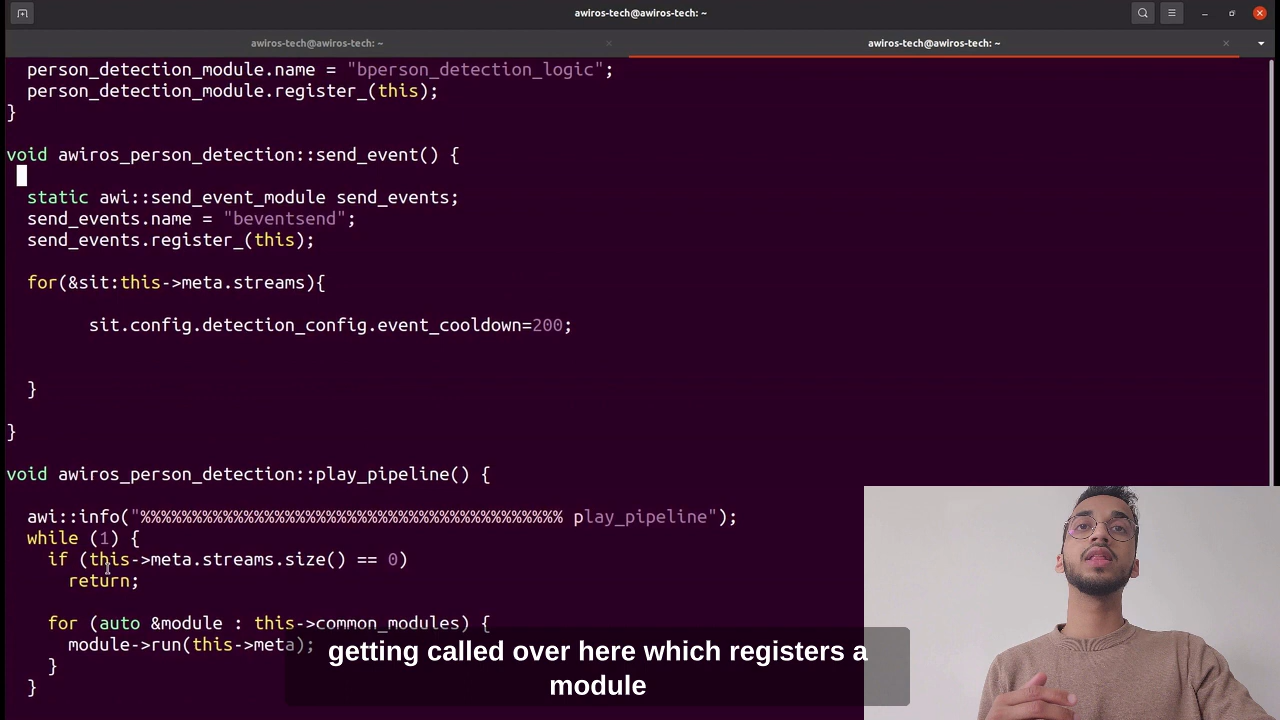 awiros-tech@awiros-tech: ~
awiros-tech@awiros-tech: ~
awiros-tech@awiros-tech: ~
person_detection_module.name = "bperson_detection_logic";
person_detection_module.register_(this);
}
void awiros_person_detection::send_event() {
static awi::send_event_module send_events;
send_events.name = "beventsend";
send_events.register_(this);
for(&sit:this->meta.streams){
sit.config.detection_config.event_cooldown=200;
}
}
void awiros_person_detection::play_pipeline() {
awi::info("%%%%%%%%%%%%%%%%%%%%%%%%%%%%%%%%%%%%%%%%% play_pipeline");
while (1) {
if (this->meta.streams.size() == 0)
return;
for (auto &module : this->common_modules) {
module->run(this->meta);
}
}
getting called over here which registers a
module